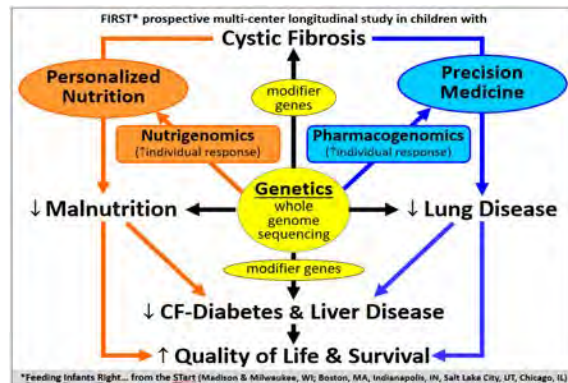 FIRST* prospective multi-center longitudinal study in children with
Cystic Fibrosis
Personalized
Nutrition
Precision
Medicine
modifier
genes
Nutrigenomics
(↑individual response)
Pharmacogenomics
(↑individual response)
Genetics
whole
genome
sequencing
↓ Malnutrition
↓ Lung Disease
modifier genes
↓ CF-Diabetes & Liver Disease
↑ Quality of Life & Survival
*Feeding Infants Right... from the STart (Madison & Milwaukee, WI; Boston, MA, Indianapolis, IN, Salt Lake City, UT, Chicago, IL)